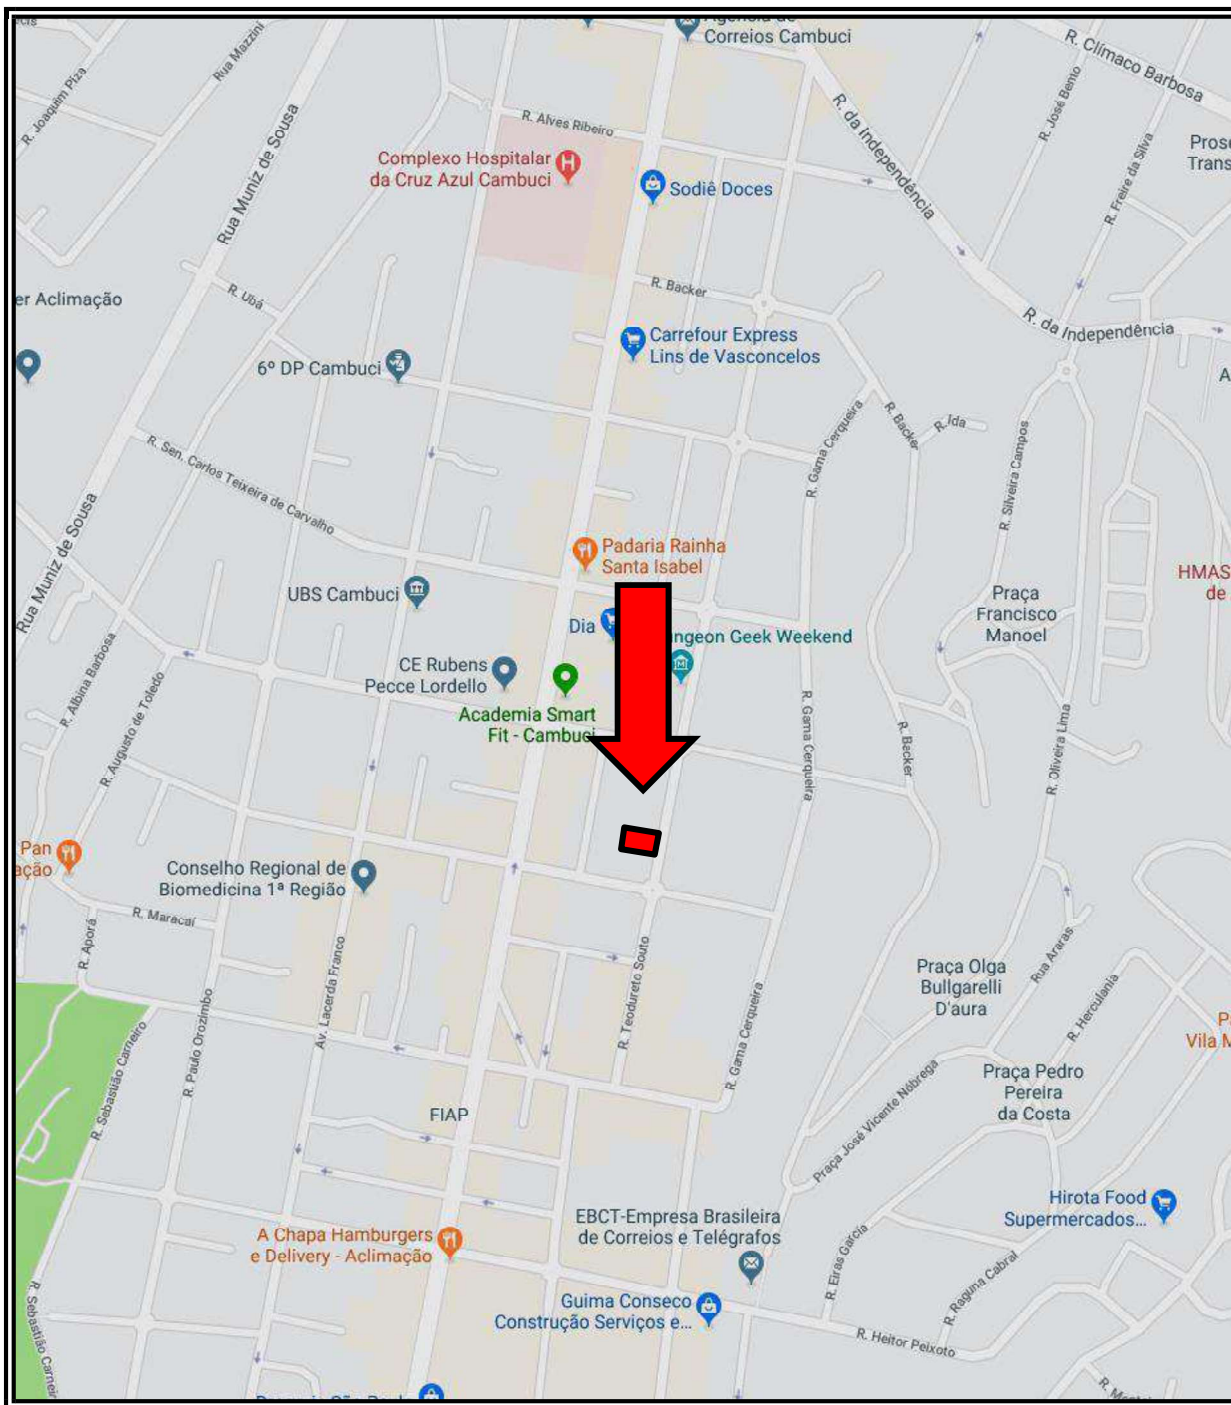 Correios Cambuci
R. Clímaco Barbosa
Rua Mazzini
R. Joaquim Piza
R. José Bento
Rua Muniz de Sousa
R. Alves Ribeiro
R. da Independência
R. Freire da Silva
Complexo Hospitalar
da Cruz Azul Cambuci
Sodiê Doces
R. Ubá
R. Backer
er Aclimação
R. da Independência
Carrefour Express
Lins de Vasconcelos
6º DP Cambuci
R. Gama Cerqueira
R. Backer
R. Ida
R. Silveira Campos
R. Sen. Carlos Teixeira de Carvalho
Rua Muniz de Sousa
Padaria Rainha
Santa Isabel
HMAS
de
UBS Cambuci
Praça
Francisco
Manoel
Dia
ungeon Geek Weekend
CE Rubens
Pecce Lordello
R. Albina Barbosa
R. Augusto de Toledo
Academia Smart
Fit - Cambuci
R. Gama Cerqueira
R. Backer
R. Oliveira Lima
Pan
ação
Conselho Regional de
Biomedicina 1ª Região
R. Maracaí
R. Aporá
Av. Lacerda Franco
R. Teodureto Souto
Praça Olga
Bullgarelli
D'aura
Rua Araras
R. Herculania
R. Paulo Orozimbo
R. Sebastião Carneiro
R. Gama Cerqueira
Vila M
Praça Pedro
Pereira
da Costa
Praça José Vicente Nóbrega
FIAP
Hirota Food
Supermercados...
EBCT-Empresa Brasileira
de Correios e Telégrafos
A Chapa Hamburgers
e Delivery - Aclimação
R. Eiras Garcia
R. Raguna Cabral
R. Sebastião Carneir
Guima Conseco
Construção Serviços e...
R. Heitor Peixoto